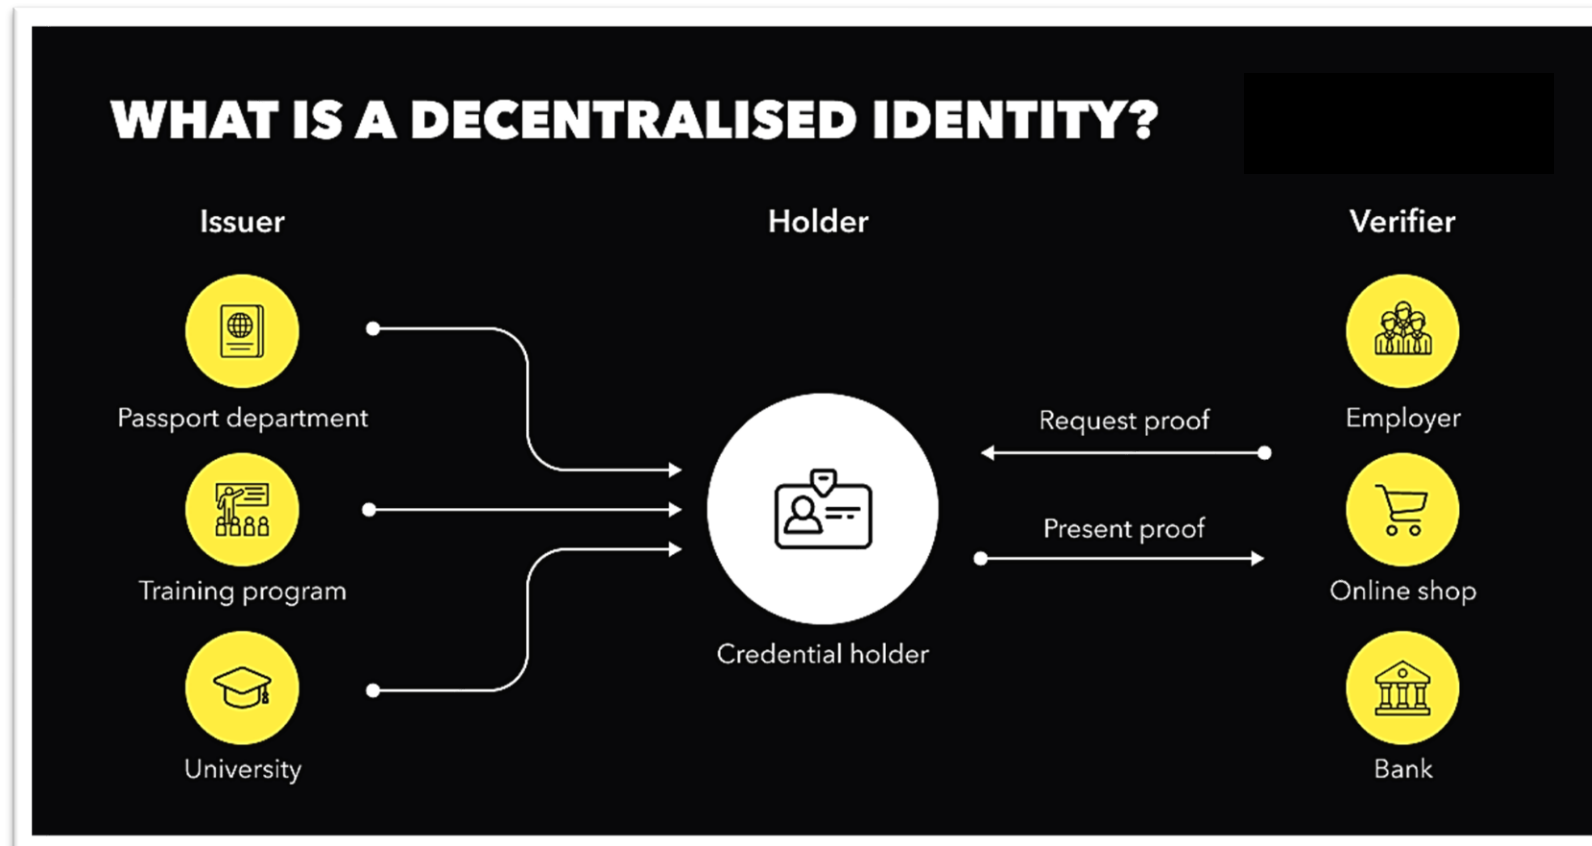 WHAT IS A DECENTRALISED IDENTITY?
Issuer
Holder
Verifier
Passport department
Training program
University
Credential holder
Request proof
Present proof
Employer
Online shop
Bank